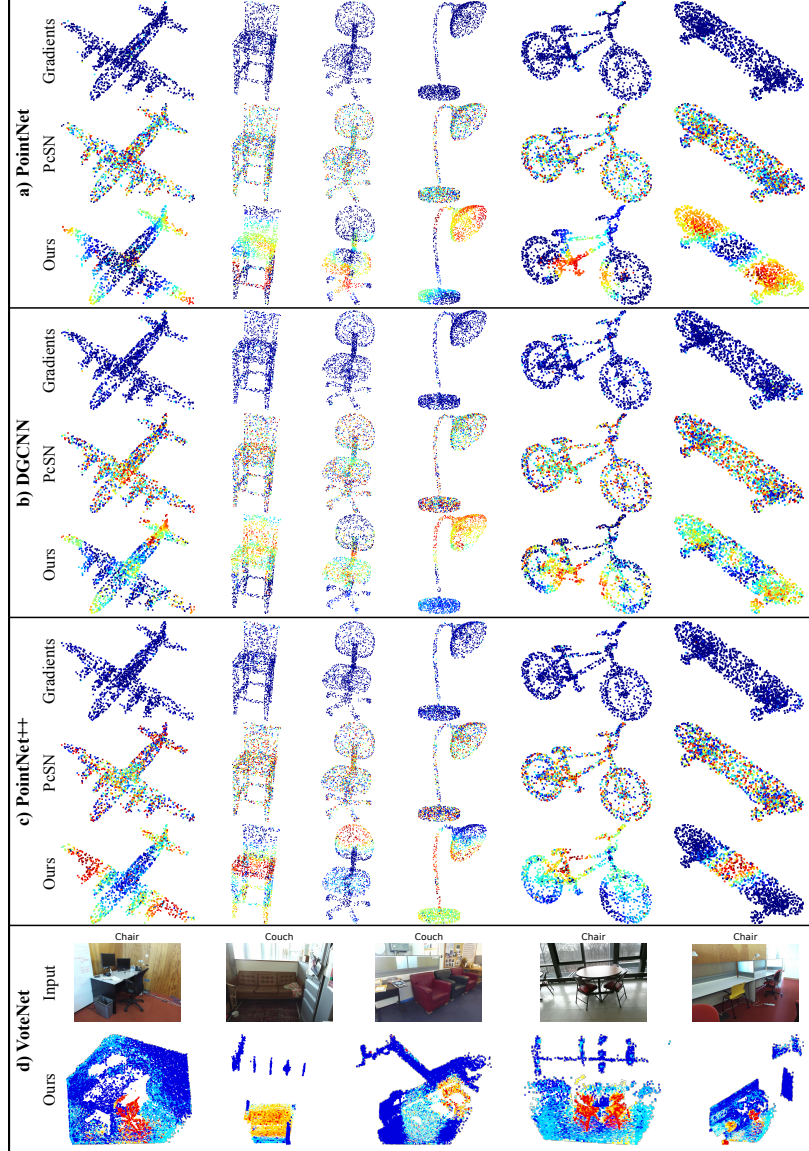 a) PointNet
Gradients
PcSN
Ours
b) DGCNN
Gradients
PcSN
Ours
c) PointNet++
Gradients
PcSN
Ours
d) VoteNet
Input
Chair
Couch
Couch
Chair
Chair
Ours